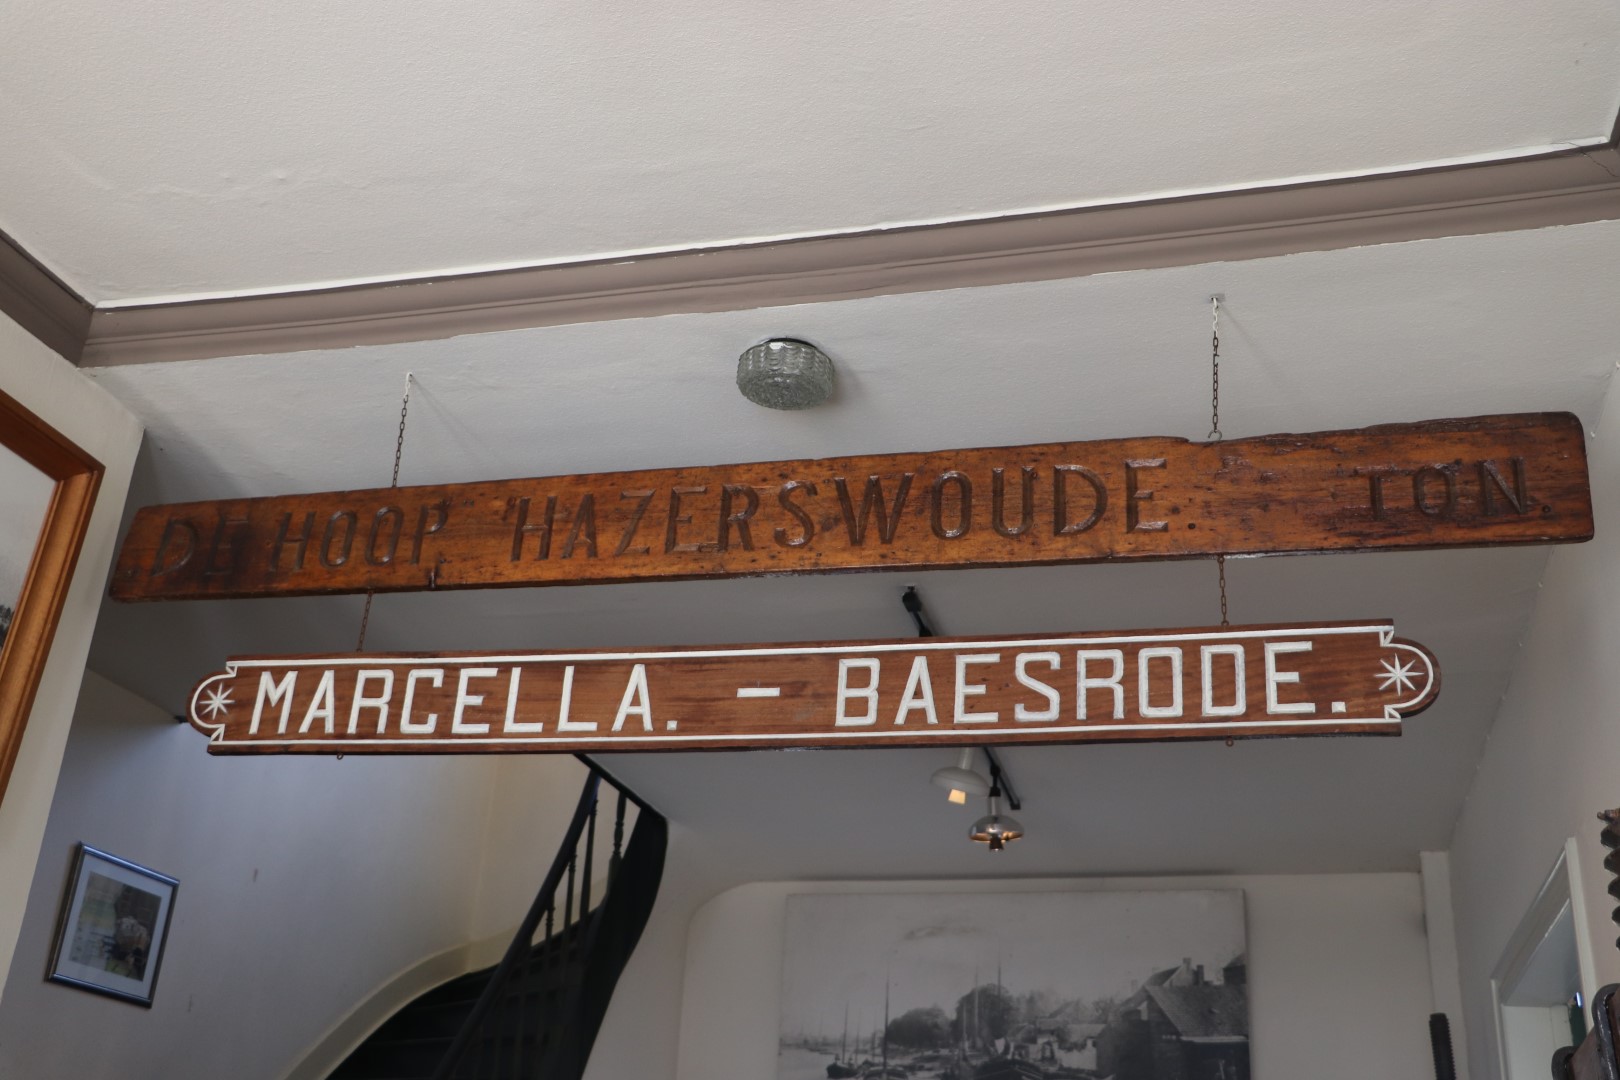 . DE HOOP. HAZERSWOUDE. TON.
MARCELLA. - BAESRODE.